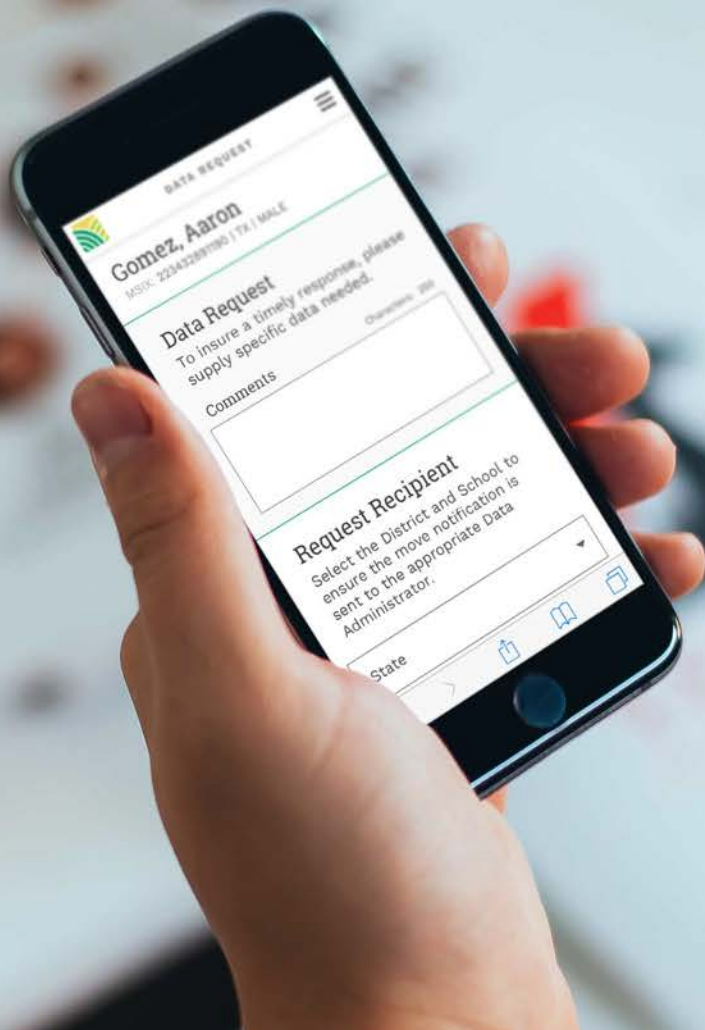 DATA REQUEST
Gomez, Aaron
MSIX: 223432891190 | TX | MALE
Data Request
To insure a timely response, please
supply specific data needed.
Characters: 250
Comments
Request Recipient
Select the District and School to
ensure the move notification is
sent to the appropriate Data
Administrator.
State